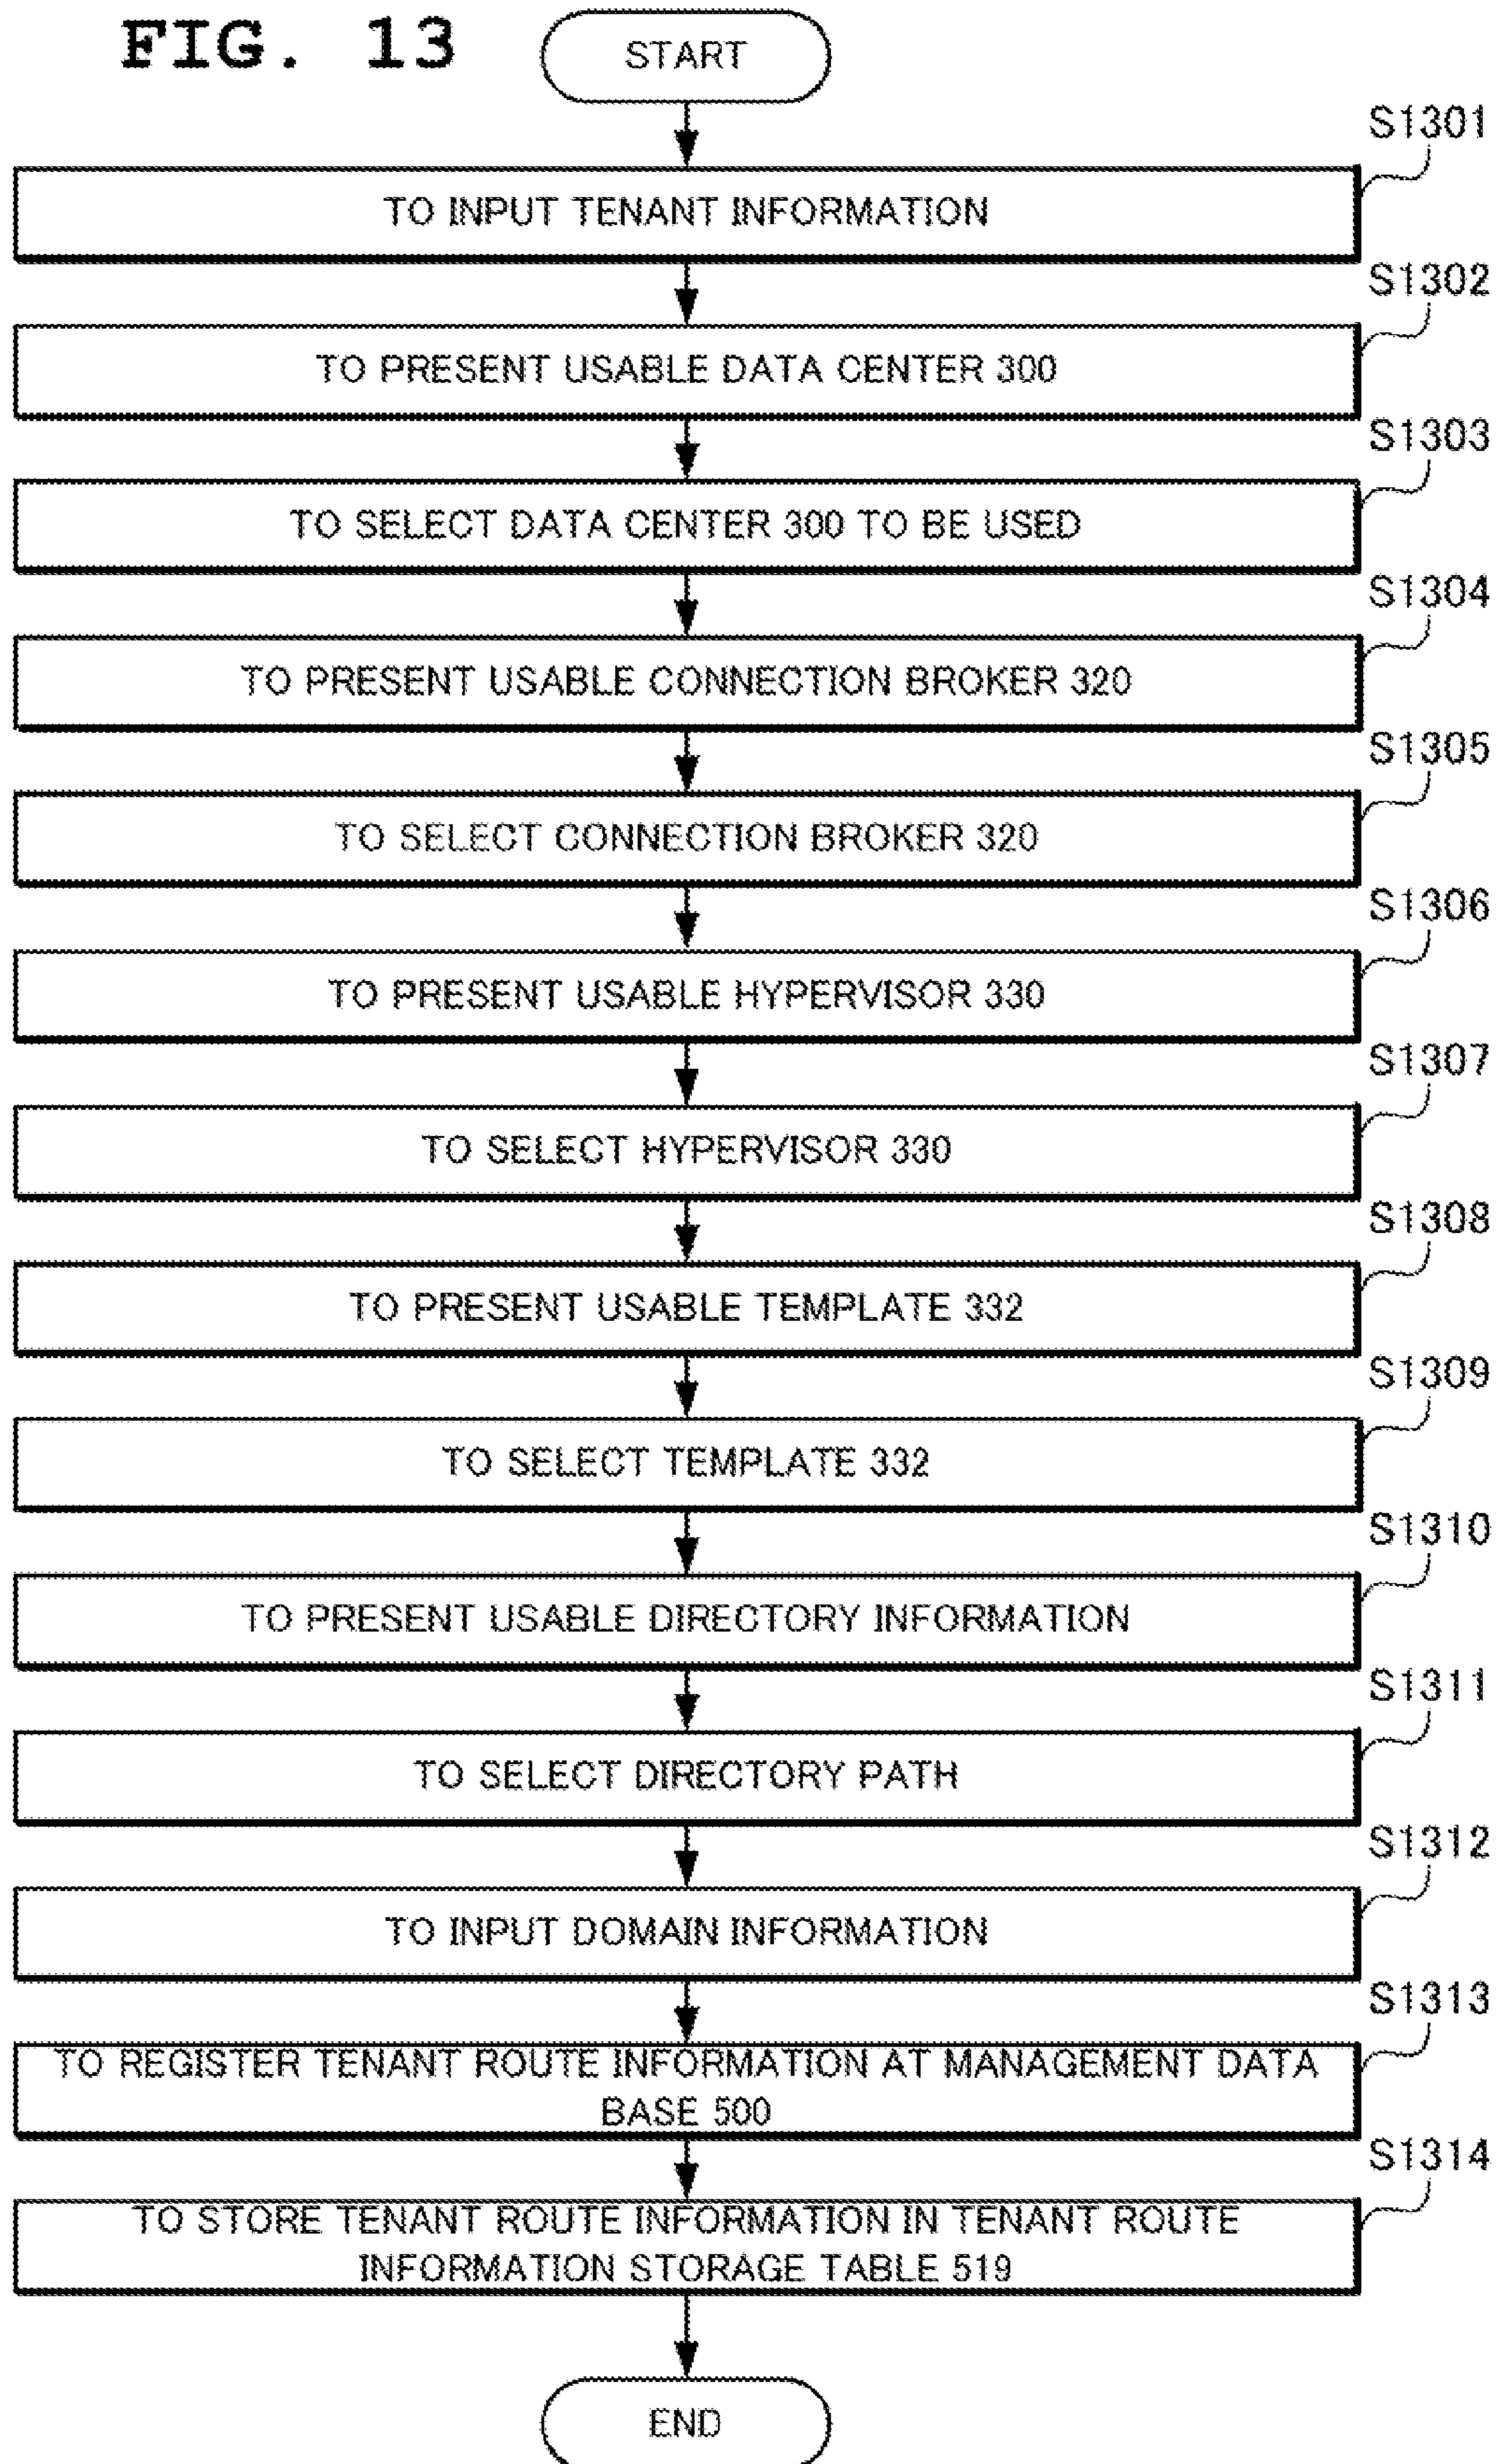 FIG. 13
START
S1301
TO INPUT TENANT INFORMATION
S1302
TO PRESENT USABLE DATA CENTER 300
S1303
TO SELECT DATA CENTER 300 TO BE USED
S1304
TO PRESENT USABLE CONNECTION BROKER 320
S1305
TO SELECT CONNECTION BROKER 320
S1306
TO PRESENT USABLE HYPERVISOR 330
S1307
TO SELECT HYPERVISOR 330
S1308
TO PRESENT USABLE TEMPLATE 332
S1309
TO SELECT TEMPLATE 332
S1310
TO PRESENT USABLE DIRECTORY INFORMATION
S1311
TO SELECT DIRECTORY PATH
S1312
TO INPUT DOMAIN INFORMATION
S1313
TO REGISTER TENANT ROUTE INFORMATION AT MANAGEMENT DATA
BASE 500
S1314
TO STORE TENANT ROUTE INFORMATION IN TENANT ROUTE
INFORMATION STORAGE TABLE 519
END